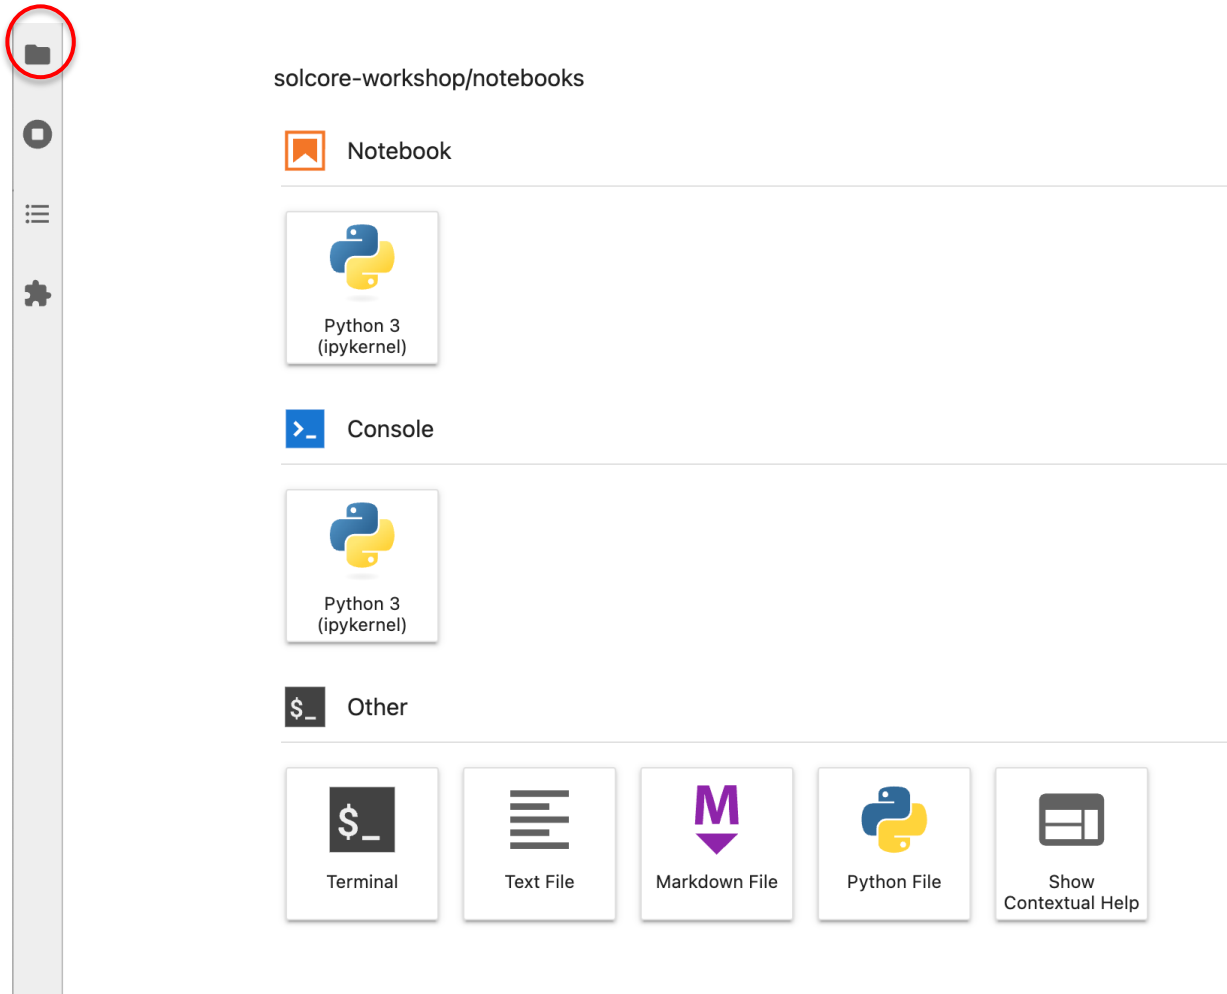 solcore-workshop/notebooks
Notebook
Python 3
(ipykernel)
>_ Console
Python 3
(ipykernel)
$_ Other
$_
M
Terminal
Text File
Markdown File
Python File
Show
Contextual Help